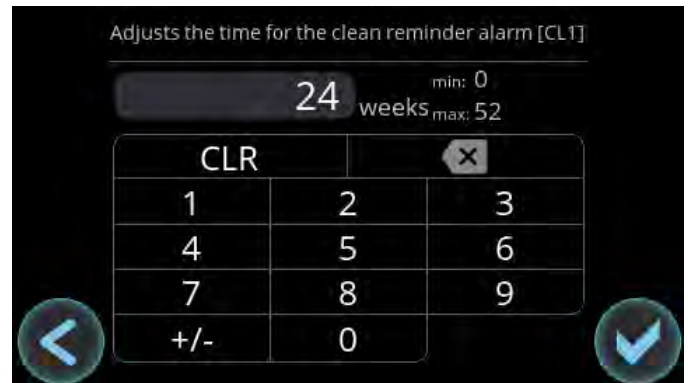 Adjusts the time for the clean reminder alarm [CL1]
24 weeks min: 0
max: 52
CLR
1 2 3
4 5 6
7 8 9
+/- 0